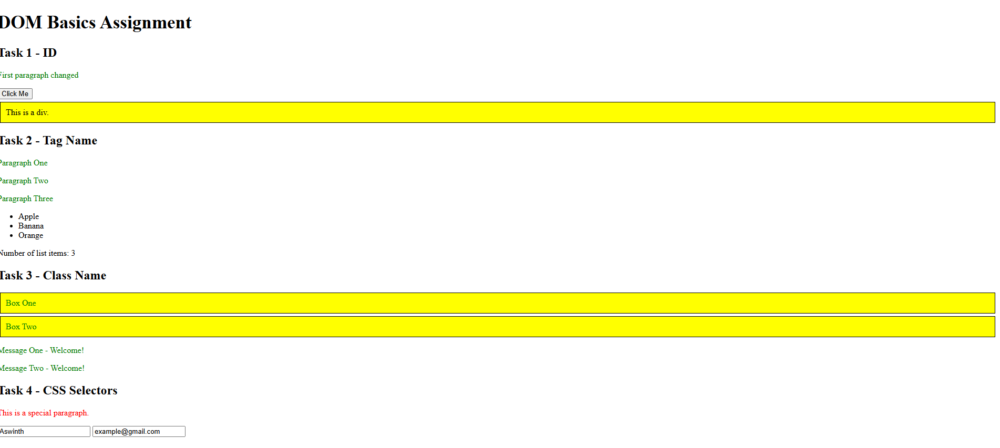 DOM Basics Assignment
Task 1 - ID
First paragraph changed
Click Me
This is a div.
Task 2 - Tag Name
Paragraph One
Paragraph Two
Paragraph Three
• Apple
• Banana
• Orange
Number of list items: 3
Task 3 - Class Name
Box One
Box Two
Message One - Welcome!
Message Two - Welcome!
Task 4 - CSS Selectors
This is a special paragraph.
Aswinth example@gmail.com